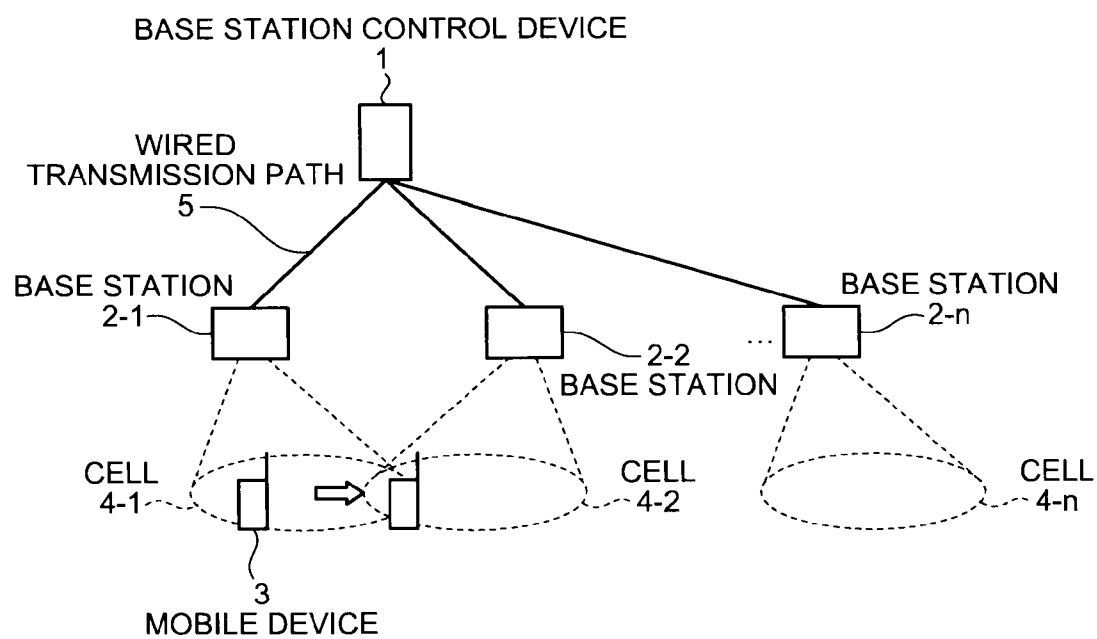 BASE STATION CONTROL DEVICE
1
WIRED
TRANSMISSION PATH
5
BASE STATION
2-1
2-2
BASE STATION
...
BASE STATION
2-n
CELL
4-1
CELL
4-2
CELL
4-n
3
MOBILE DEVICE